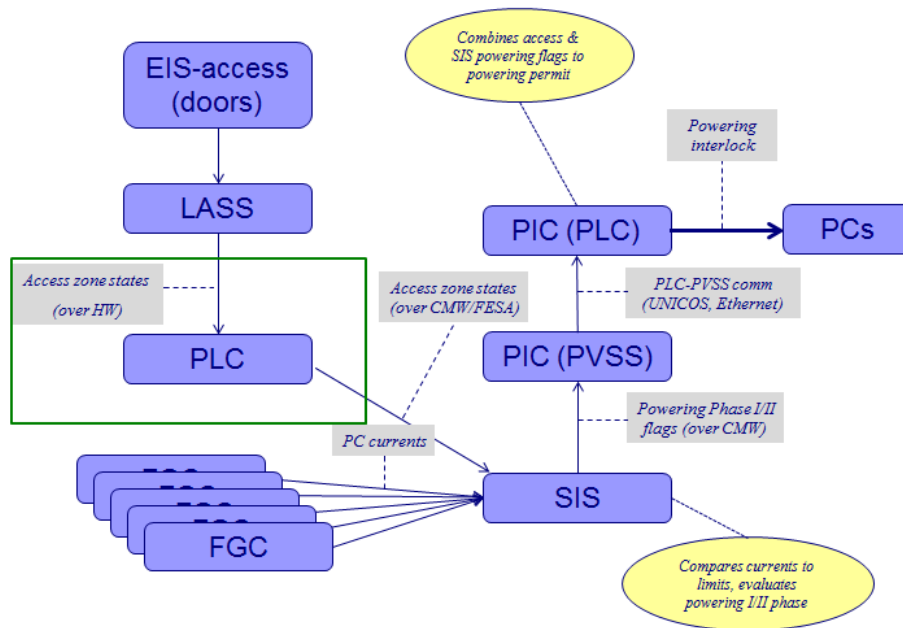 Combines access &
SIS powering flags to
powering permit
EIS-access
(doors)
Powering
interlock
LASS
PIC (PLC)
PCs
Access zone states
(over HW)
Access zone states
(over CMW/FESA)
PLC-PVSS comm
(UNICOS, Ethernet)
PLC
PIC (PVSS)
Powering Phase I/II
flags (over CMW)
PC currents
SIS
FGC
Compares currents to
limits, evaluates
powering I/II phase